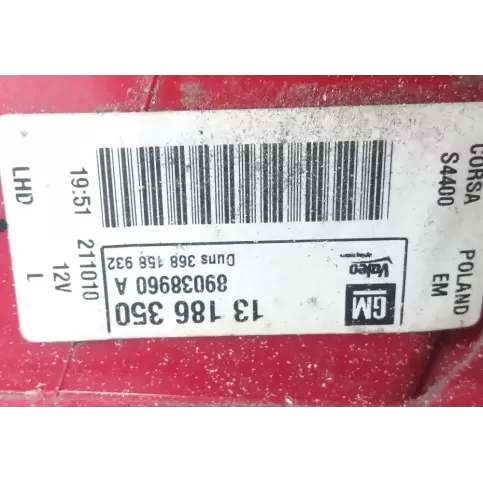 CORSA POLAND
S4400 EM
GM
Valeo
13 186 350
89038960 A
Duns 368 158 932
19:51 211010 12V
LHD L